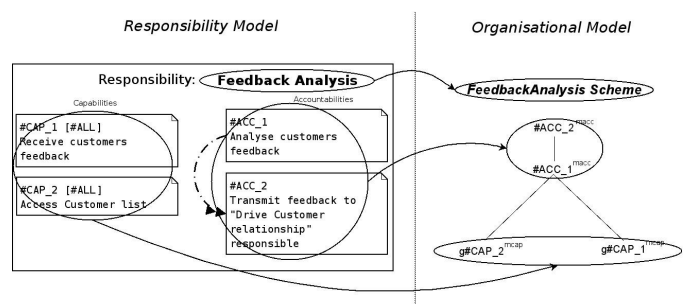 Responsibility Model
Organisational Model
Responsibility: Feedback Analysis
FeedbackAnalysis Scheme
Capabilities
Accountabilities
#CAP_1 [#ALL]
Receive customers
feedback
#CAP_2 [#ALL]
Access Customer list
#ACC_1
Analyse customers
feedback
#ACC_2
Transmit feedback to
"Drive Customer
relationship"
responsible
#ACC_2 macc
#ACC_1 macc
g#CAP_2 mcap
g#CAP_1 mcap